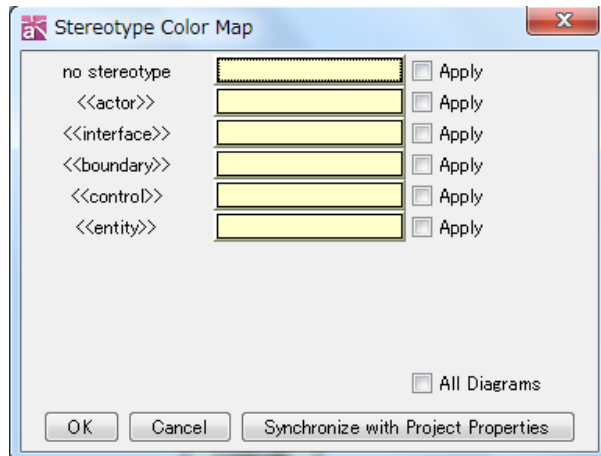 Stereotype Color Map
no stereotype Apply
<<actor>> Apply
<<interface>> Apply
<<boundary>> Apply
<<control>> Apply
<<entity>> Apply
All Diagrams
OK Cancel Synchronize with Project Properties